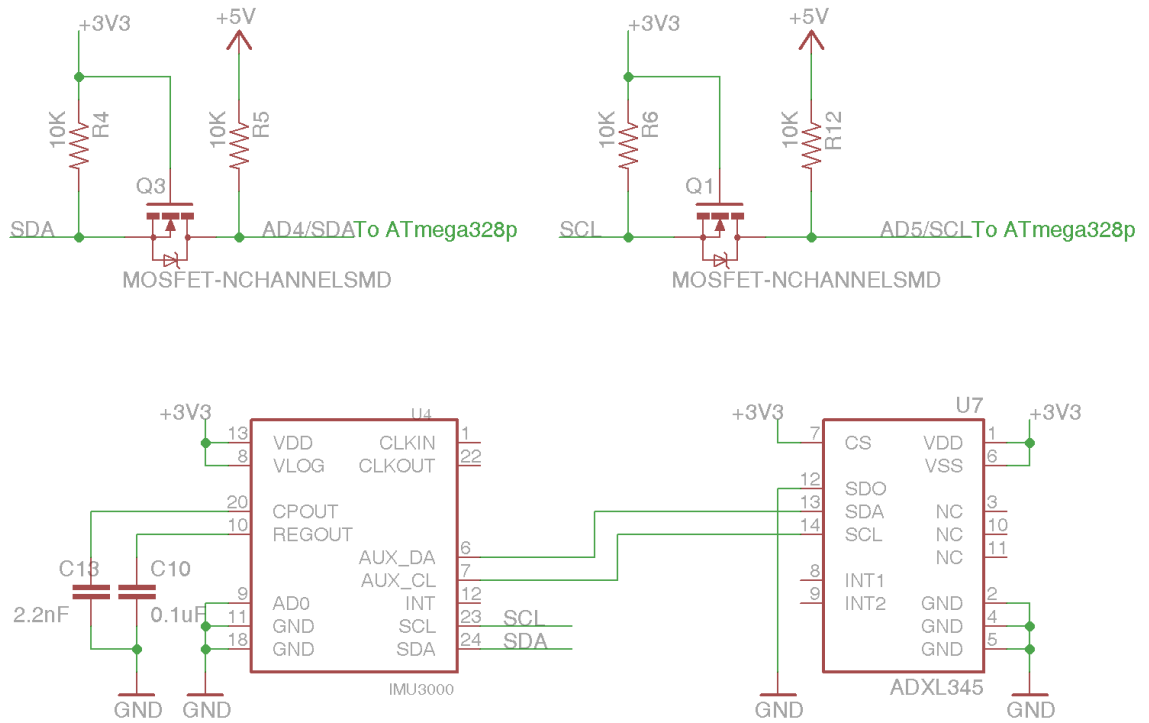 +3V3
+5V
10K
R4
10K
R5
Q3
SDA
AD4/SDA
To ATmega328p
MOSFET-NCHANNELSMD
+3V3
+5V
10K
R6
10K
R12
Q1
SCL
AD5/SCL
To ATmega328p
MOSFET-NCHANNELSMD
+3V3
U4
13 VDD
8 VLOG
20 CPOUT
10 REGOUT
9 AD0
11 GND
18 GND
CLKIN 1
CLKOUT 22
AUX_DA 6
AUX_CL 7
INT 12
SCL 23 SCL
SDA 24 SDA
IMU3000
C13
2.2nF
C10
0.1uF
GND
GND
+3V3
U7
+3V3
7 CS
12 SDO
13 SDA
14 SCL
8 INT1
9 INT2
VDD 1
VSS 6
NC 3
NC 10
NC 11
GND 2
GND 4
GND 5
ADXL345
GND
GND